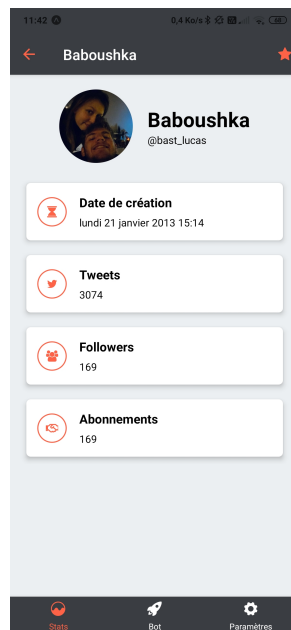 11:42
0,4 Ko/s
Baboushka
Baboushka
@bast_lucas
Date de création
lundi 21 janvier 2013 15:14
Tweets
3074
Followers
169
Abonnements
169
Stats
Bot
Paramètres